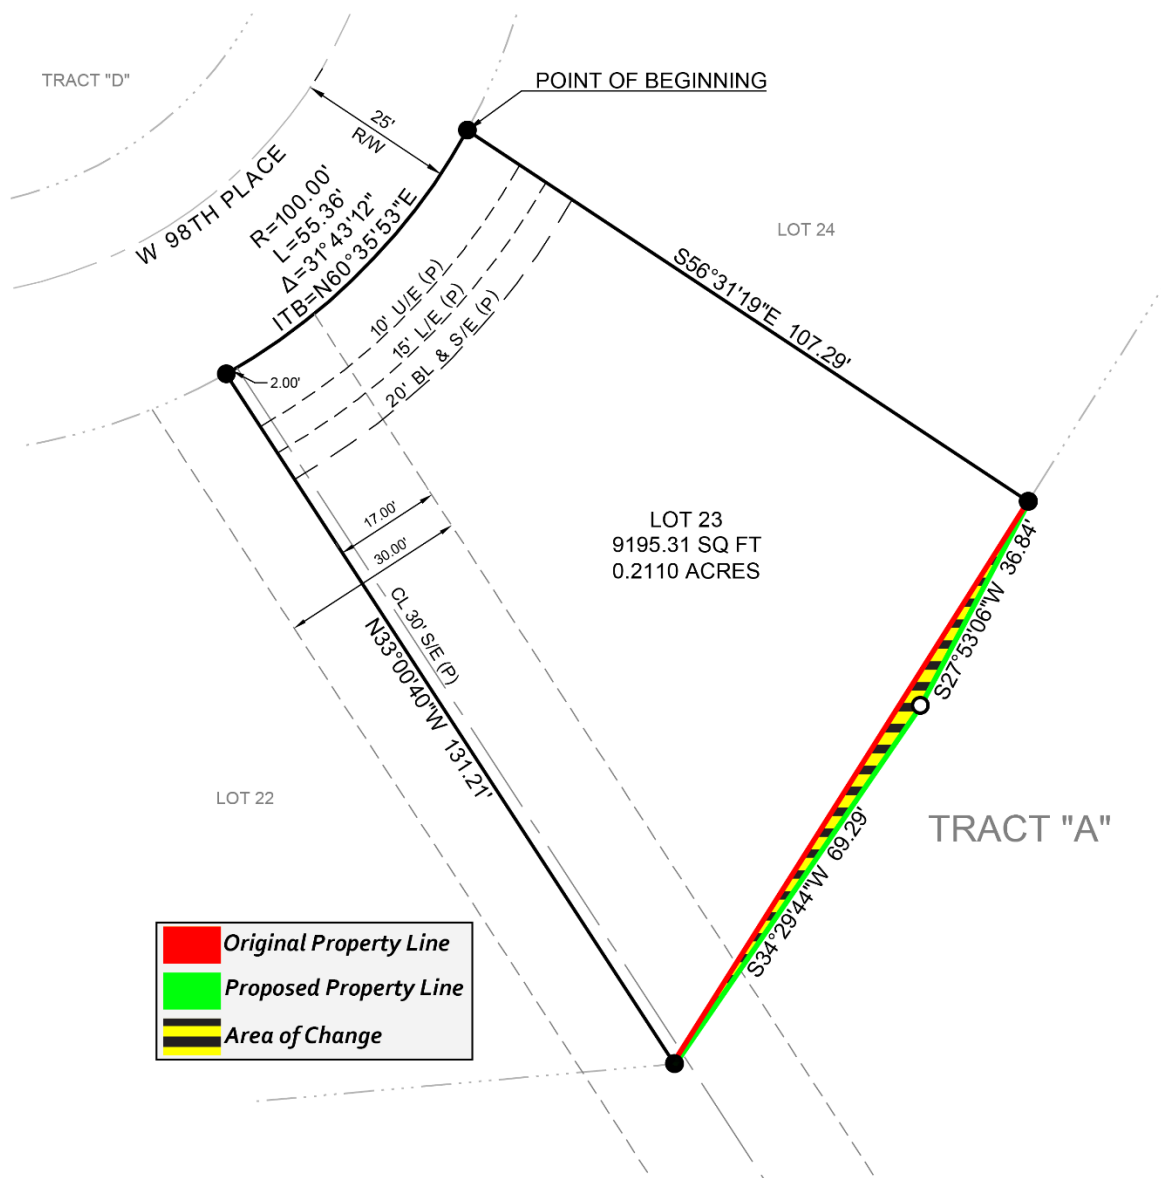 TRACT "D"
POINT OF BEGINNING
25'
R/W
W 98TH PLACE
R=100.00'
L=55.36'
Δ=31°43'12"
ITB=N60°35'53"E
LOT 24
S56°31'19"E 107.29'
10' U/E (P)
15' L/E (P)
20' BL & S/E (P)
2.00'
17.00'
30.00'
LOT 23
9195.31 SQ FT
0.2110 ACRES
S27°53'06"W 36.84'
CL 30' S/E (P)
N33°00'40"W 131.21'
LOT 22
TRACT "A"
S34°29'44"W 69.29'
Original Property Line
Proposed Property Line
Area of Change